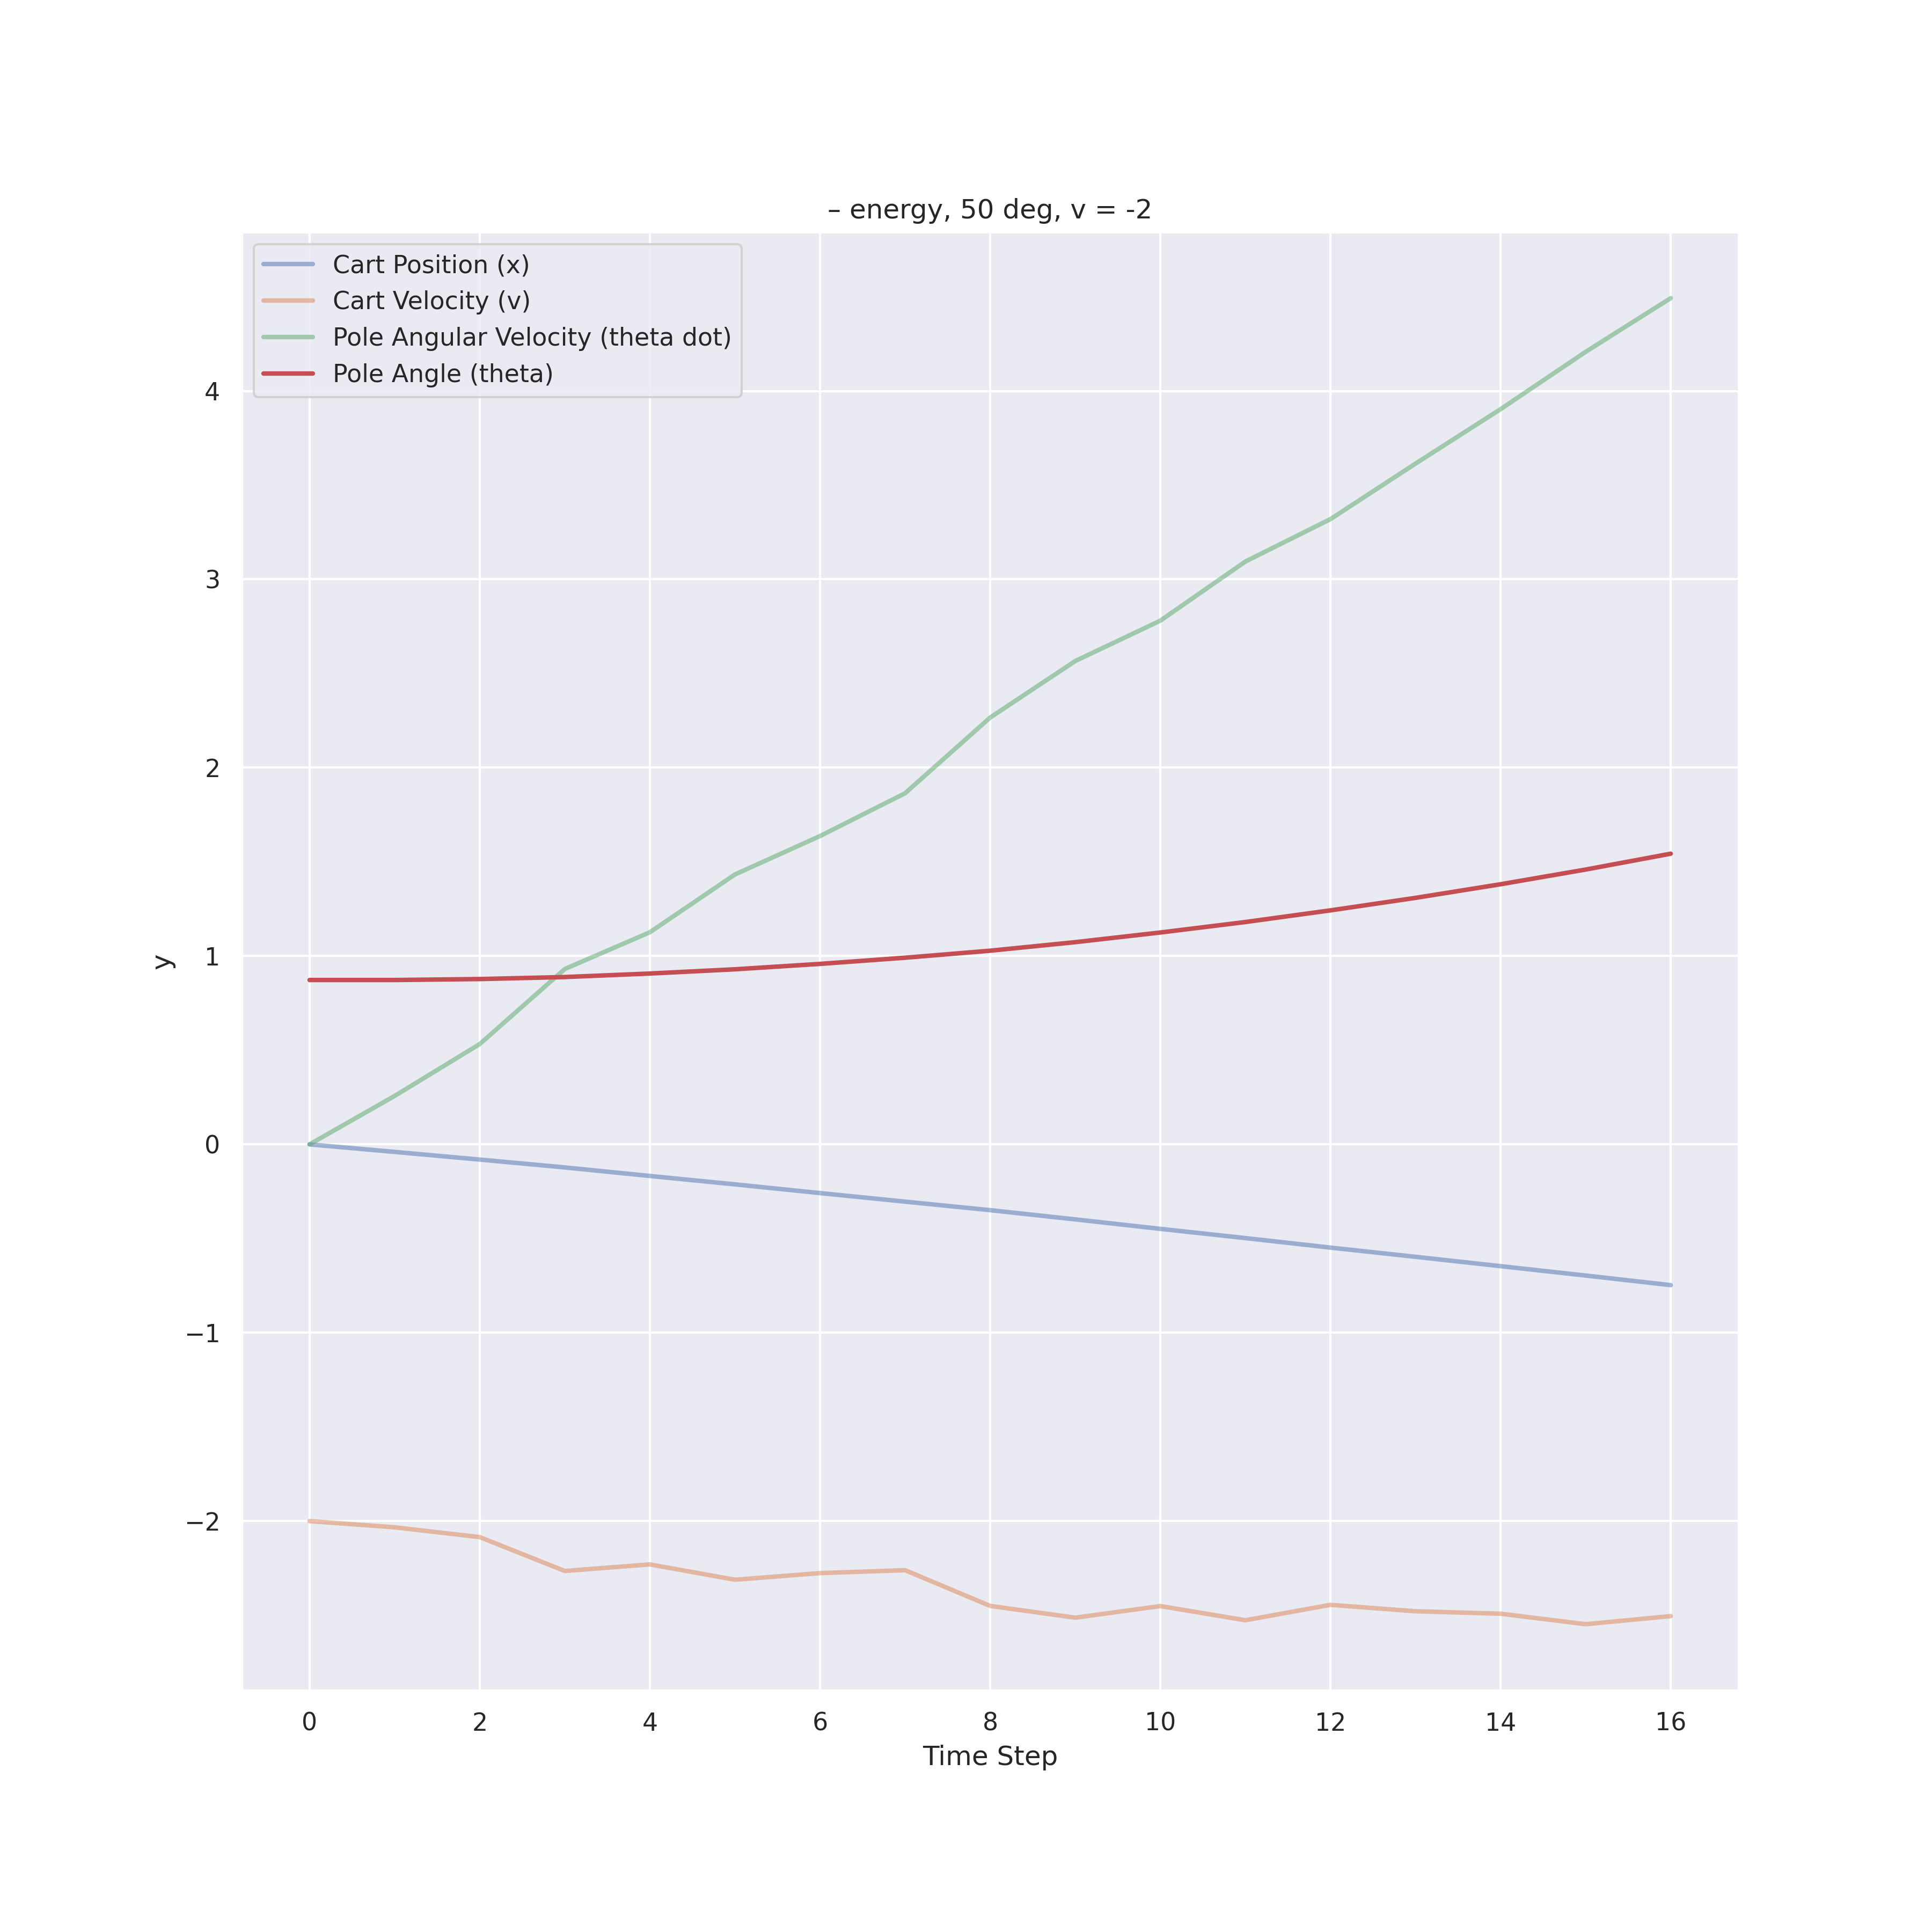 – energy, 50 deg, v = -2
Cart Position (x)
Cart Velocity (v)
Pole Angular Velocity (theta dot)
Pole Angle (theta)
4
3
2
1
0
−1
−2
y
0 2 4 6 8 10 12 14 16
Time Step